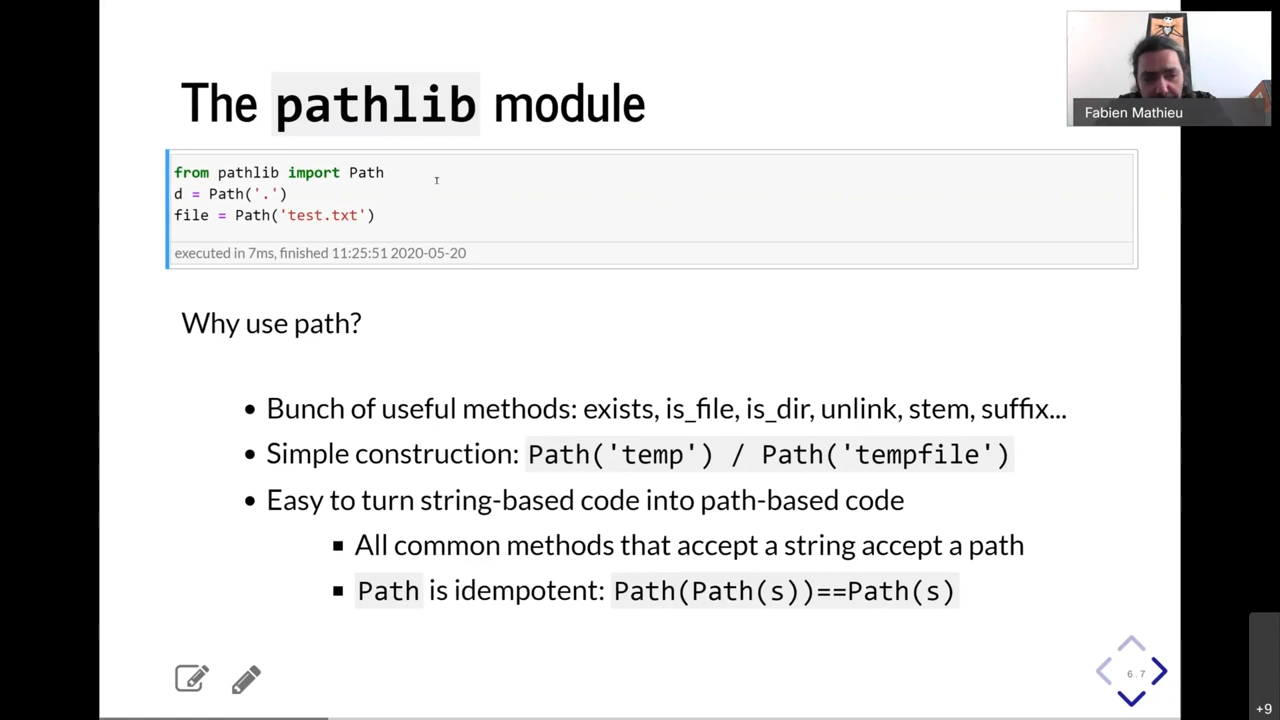 The pathlib module
Fabien Mathieu
from pathlib import Path
d = Path('.')
file = Path('test.txt')
executed in 7ms, finished 11:25:51 2020-05-20
Why use path?
• Bunch of useful methods: exists, is_file, is_dir, unlink, stem, suffix...
• Simple construction: Path('temp') / Path('tempfile')
• Easy to turn string-based code into path-based code
▪ All common methods that accept a string accept a path
▪ Path is idempotent: Path(Path(s))==Path(s)
6.7
+9